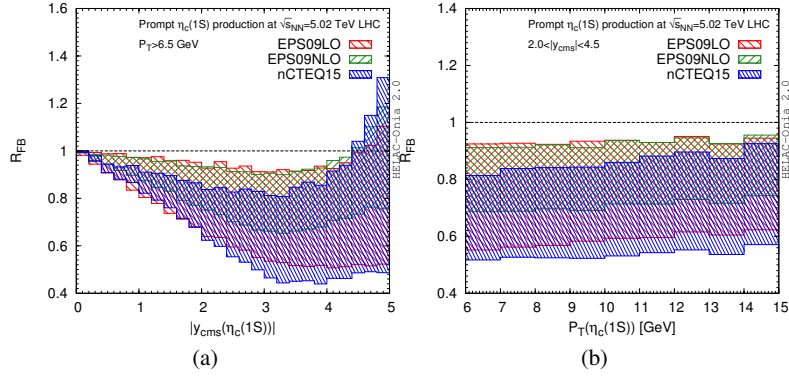 Prompt η_c(1S) production at √s_NN=5.02 TeV LHC
P_T>6.5 GeV
EPS09LO
EPS09NLO
nCTEQ15
R_FB
1.6
1.4
1.2
1
0.8
0.6
0.4
0 1 2 3 4 5
|y_cms(η_c(1S))|
HELAC-Onia 2.0
(a)
Prompt η_c(1S) production at √s_NN=5.02 TeV LHC
2.0<|y_cms|<4.5
EPS09LO
EPS09NLO
nCTEQ15
R_FB
1.4
1.2
1
0.8
0.6
0.4
6 7 8 9 10 11 12 13 14 15
P_T(η_c(1S)) [GeV]
HELAC-Onia 2.0
(b)